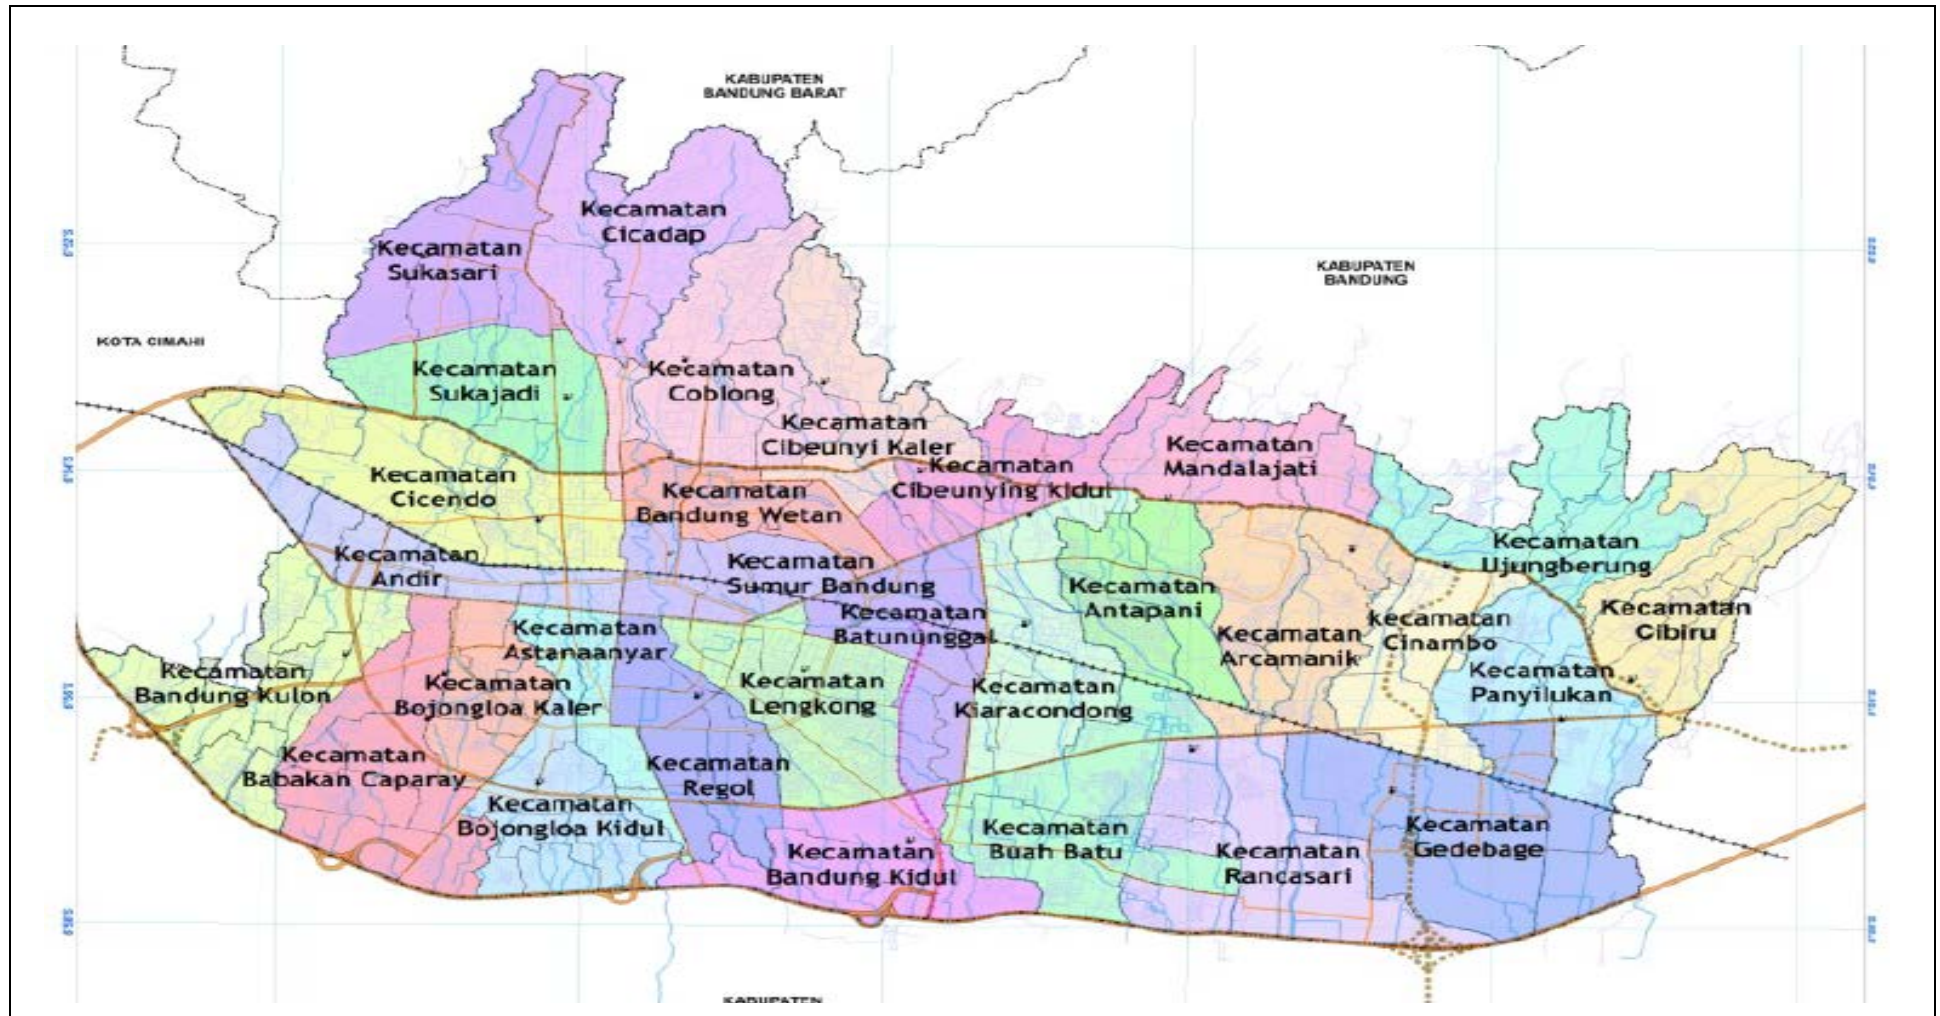 KABUPATEN
BANDUNG BARAT
Kecamatan
Cicadap
Kecamatan
Sukasari
KABUPATEN
BANDUNG
KOTA CIMAHI
Kecamatan
Sukajadi
Kecamatan
Coblong
Kecamatan
Cibeunyi Kaler
Kecamatan
Mandalajati
Kecamatan
Cibeunying kidul
Kecamatan
Cicendo
Kecamatan
Bandung Wetan
Kecamatan
Ujungberung
Kecamatan
Andir
Kecamatan
Sumur Bandung
Kecamatan
Antapani
Kecamatan
Cibiru
Kecamatan
Batununggal
kecamatan
Cinambo
Kecamatan
Astanaanyar
Kecamatan
Arcamanik
Kecamatan
Bandung Kulon
Kecamatan
Panyilukan
Kecamatan
Bojongloa Kaler
Kecamatan
Lengkong
Kecamatan
Kiaracondong
Kecamatan
Babakan Caparay
Kecamatan
Regol
Kecamatan
Bojongloa Kidul
Kecamatan
Buah Batu
Kecamatan
Gedebage
Kecamatan
Bandung Kidul
Kecamatan
Rancasari
KABUPATEN